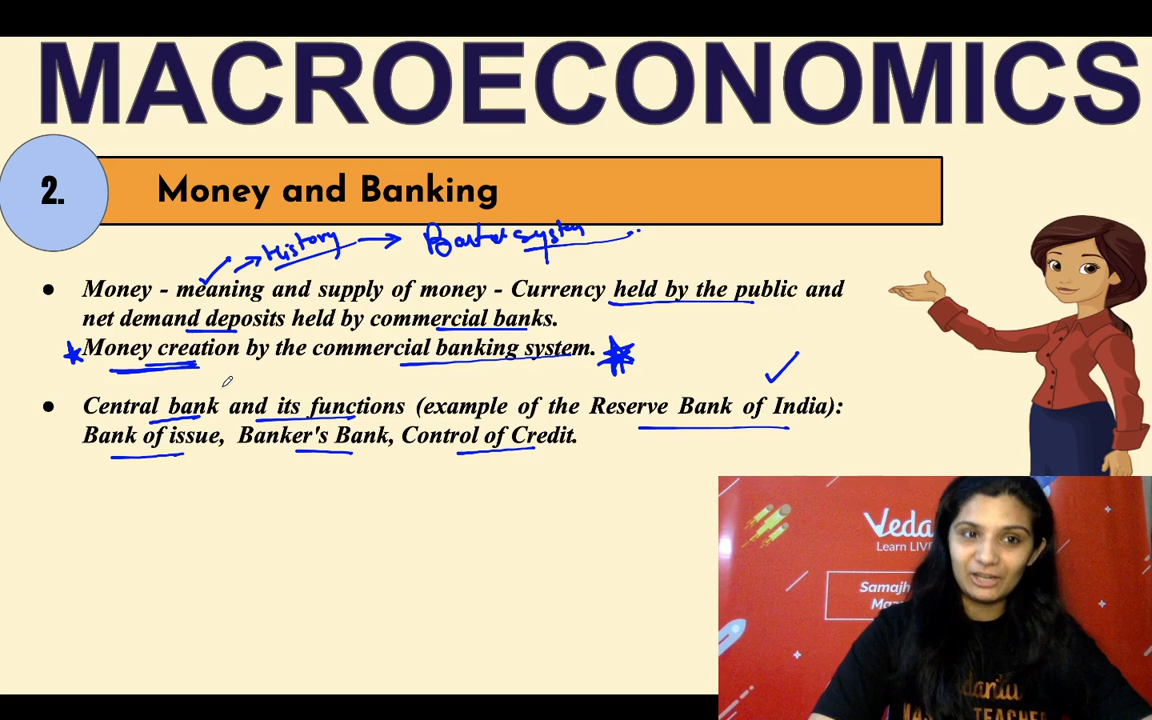 MACROECONOMICS
2.
Money and Banking
History → Barter system
● Money - meaning and supply of money - Currency held by the public and
net demand deposits held by commercial banks.
Money creation by the commercial banking system.
● Central bank and its functions (example of the Reserve Bank of India):
Bank of issue, Banker's Bank, Control of Credit.
Veda
Learn LIVE
Samajh